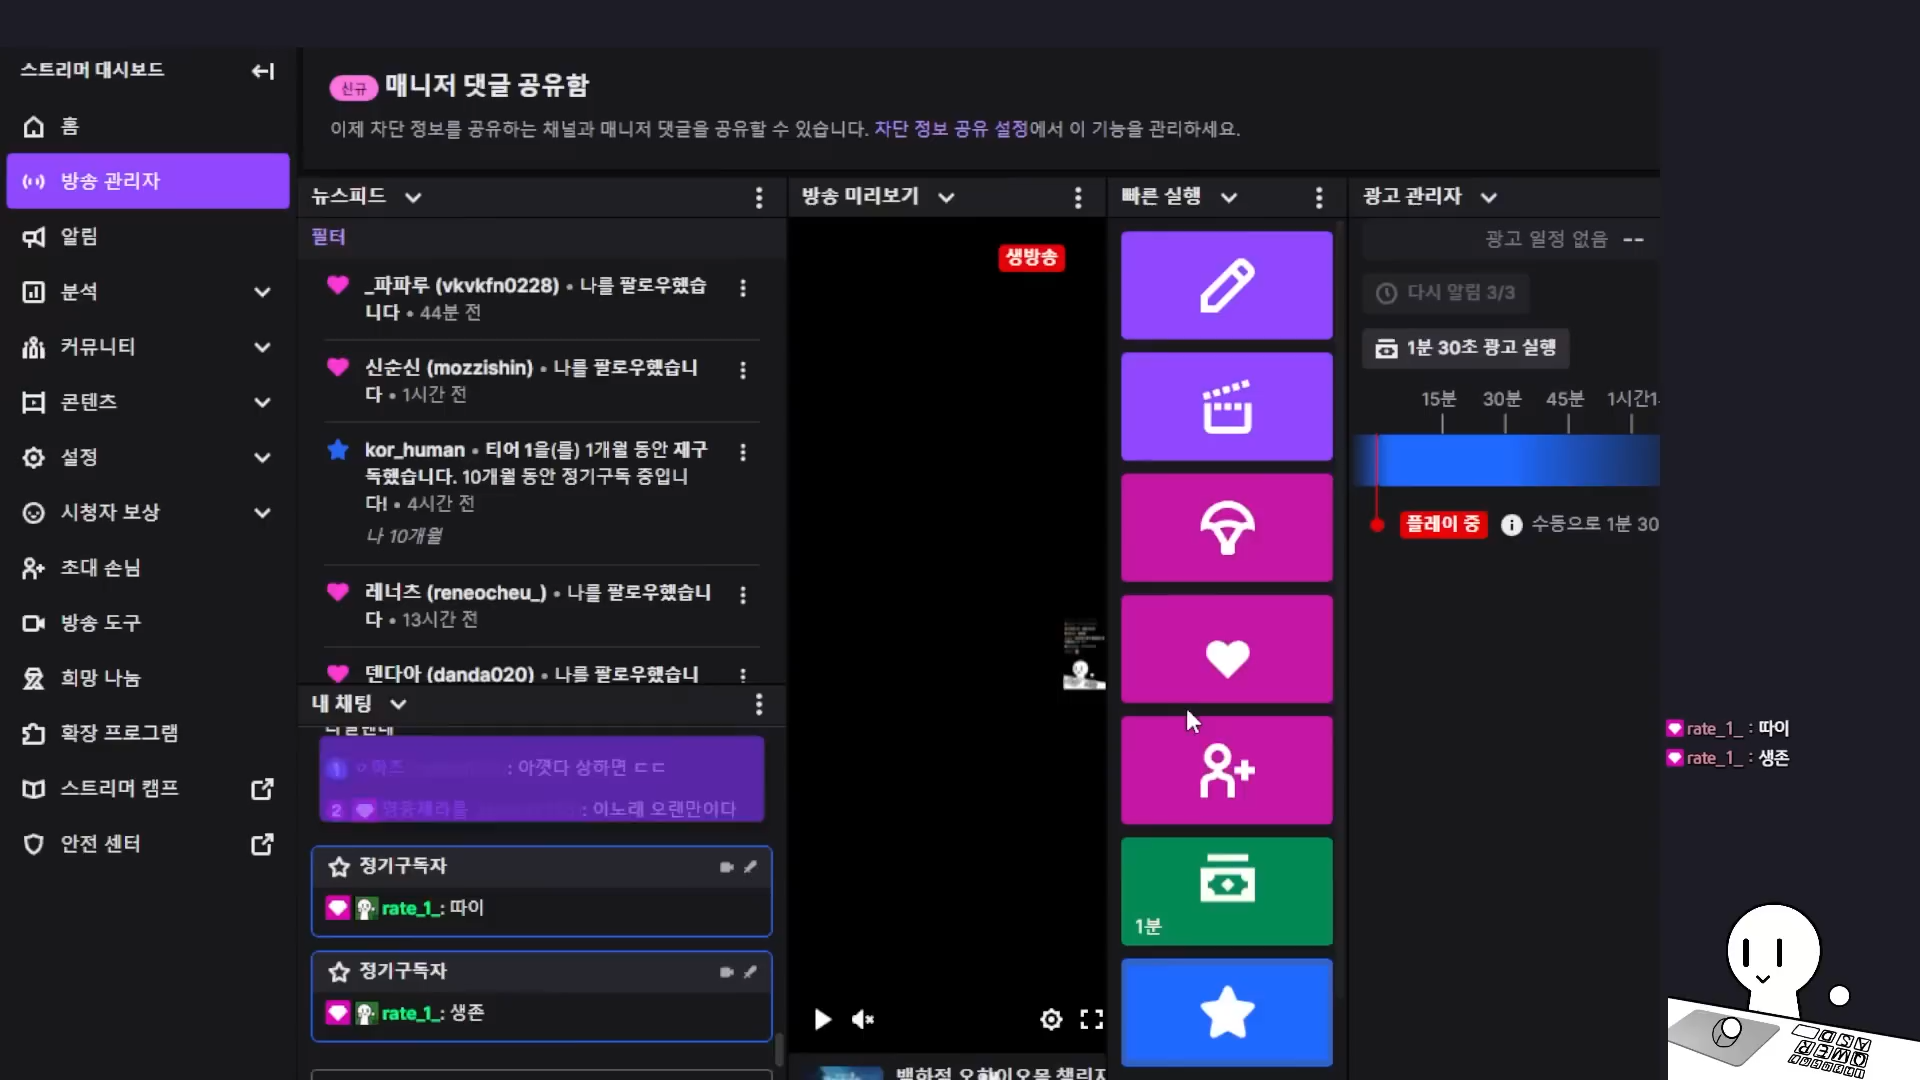 스트리머 대시보드
홈
방송 관리자
알림
분석
커뮤니티
콘텐츠
설정
시청자 보상
초대 손님
방송 도구
희망 나눔
확장 프로그램
스트리머 캠프
안전 센터
신규 매니저 댓글 공유함
이제 차단 정보를 공유하는 채널과 매니저 댓글을 공유할 수 있습니다. 차단 정보 공유 설정에서 이 기능을 관리하세요.
뉴스피드
필터
_파파루 (vkvkfn0228) • 나를 팔로우했습
니다 • 44분 전
신순신 (mozzishin) • 나를 팔로우했습니
다 • 1시간 전
kor_human • 티어 1을(를) 1개월 동안 재구
독했습니다. 10개월 동안 정기구독 중입니
다! • 4시간 전
나 10개월
레너츠 (reneocheu_) • 나를 팔로우했습니
다 • 13시간 전
덴다아 (danda020) • 나를 팔로우했습니
내 채팅
1 : 아꼇다 상하면 ㄷㄷ
2 : 이노래 오랜만이다
정기구독자
rate_1_: 따이
정기구독자
rate_1_: 생존
방송 미리보기
생방송
빠른 실행
1분
광고 관리자
광고 일정 없음 --
다시 알림 3/3
1분 30초 광고 실행
15분 30분 45분 1시간
플레이 중 수동으로 1분 30
rate_1_ : 따이
rate_1_ : 생존